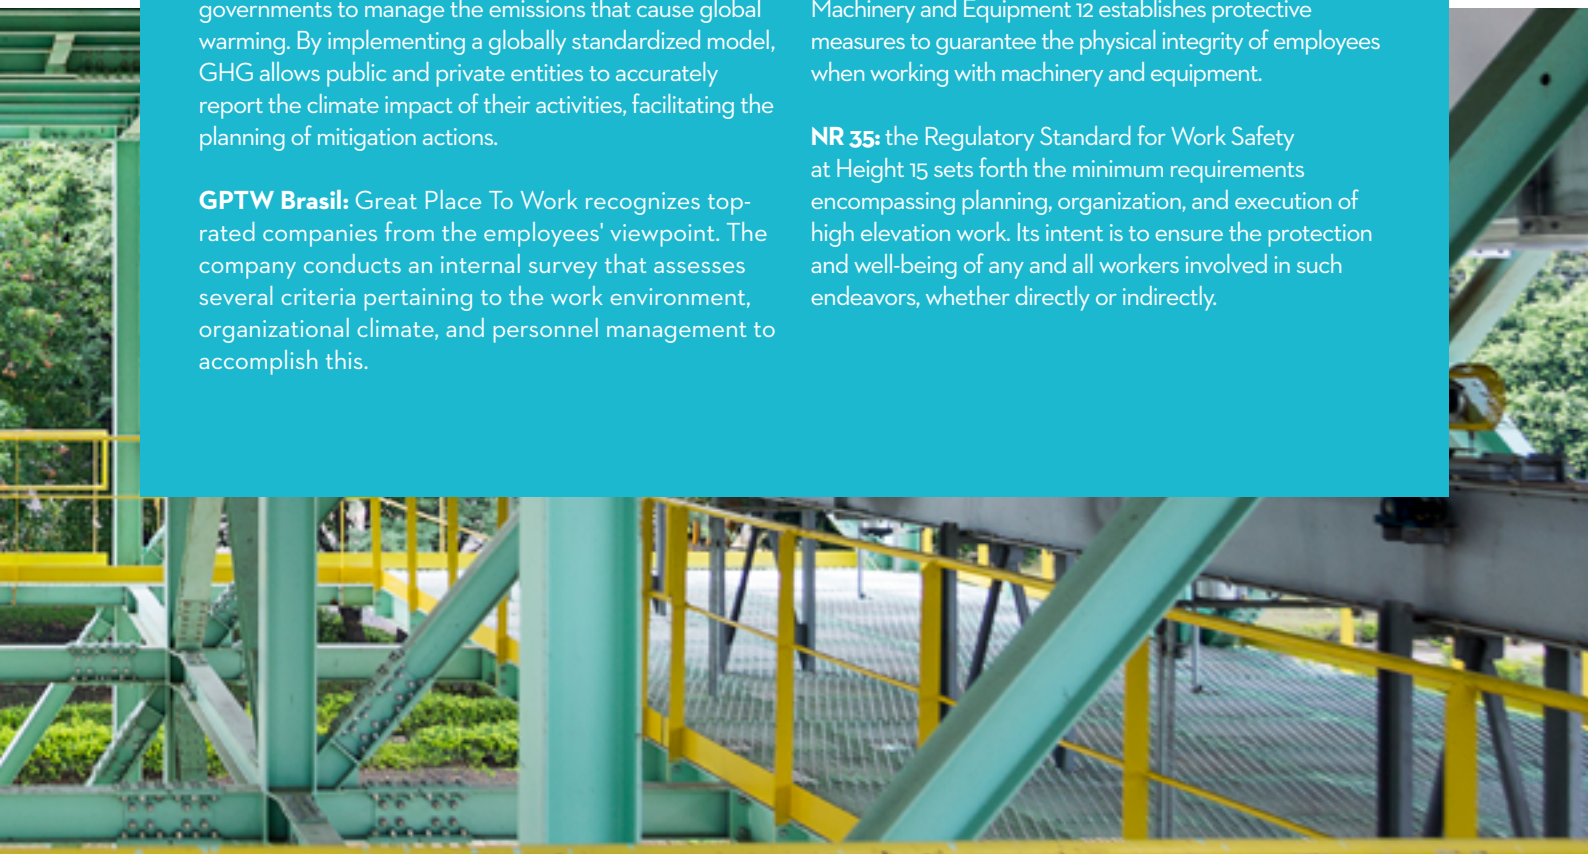 governments to manage the emissions that cause global
warming. By implementing a globally standardized model,
GHG allows public and private entities to accurately
report the climate impact of their activities, facilitating the
planning of mitigation actions.
GPTW Brasil: Great Place To Work recognizes top-
rated companies from the employees' viewpoint. The
company conducts an internal survey that assesses
several criteria pertaining to the work environment,
organizational climate, and personnel management to
accomplish this.
Machinery and Equipment 12 establishes protective
measures to guarantee the physical integrity of employees
when working with machinery and equipment.
NR 35: the Regulatory Standard for Work Safety
at Height 15 sets forth the minimum requirements
encompassing planning, organization, and execution of
high elevation work. Its intent is to ensure the protection
and well-being of any and all workers involved in such
endeavors, whether directly or indirectly.